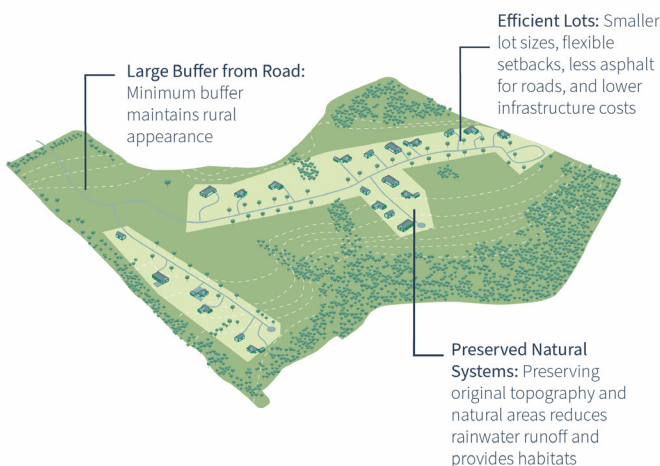 Efficient Lots: Smaller
lot sizes, flexible
setbacks, less asphalt
for roads, and lower
infrastructure costs
Large Buffer from Road:
Minimum buffer
maintains rural
appearance
Preserved Natural
Systems: Preserving
original topography and
natural areas reduces
rainwater runoff and
provides habitats